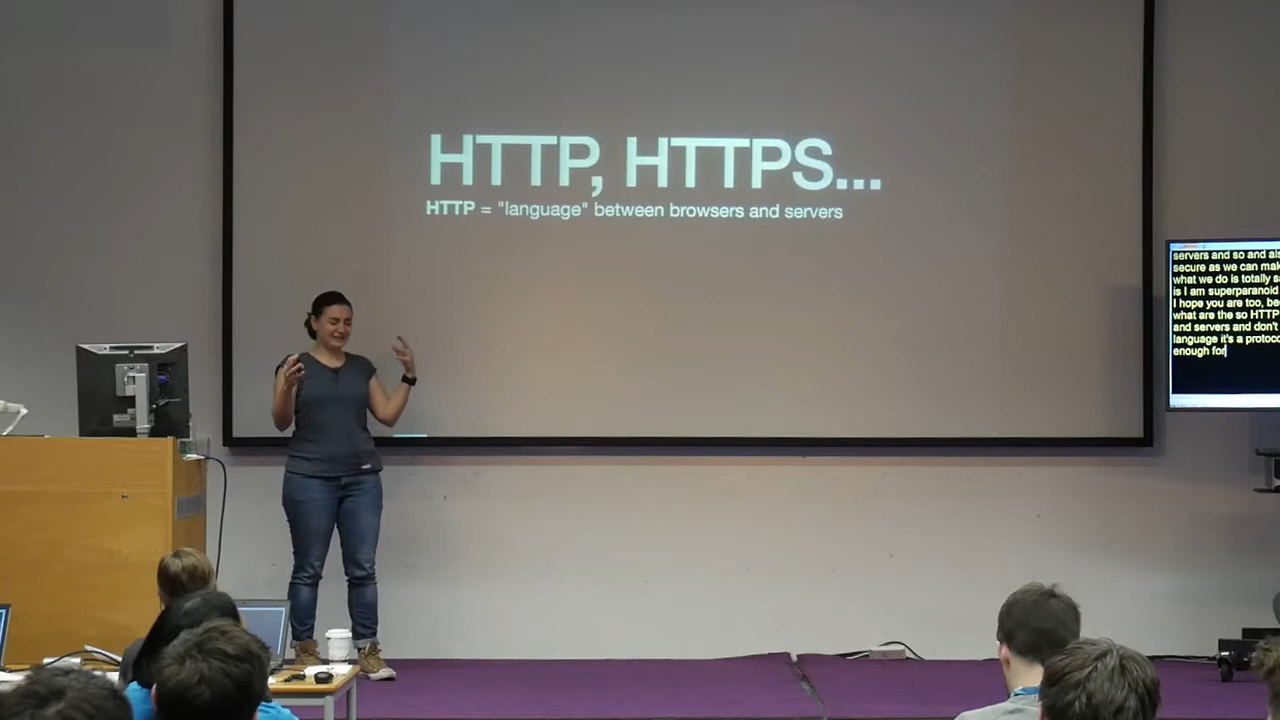 HTTP, HTTPS...
HTTP = "language" between browsers and servers
servers and so and als
secure as we can mak
what we do is totally s
is I am superparanoid
I hope you are too, be
what are the so HTTP
and servers and don't
language it's a protoco
enough for